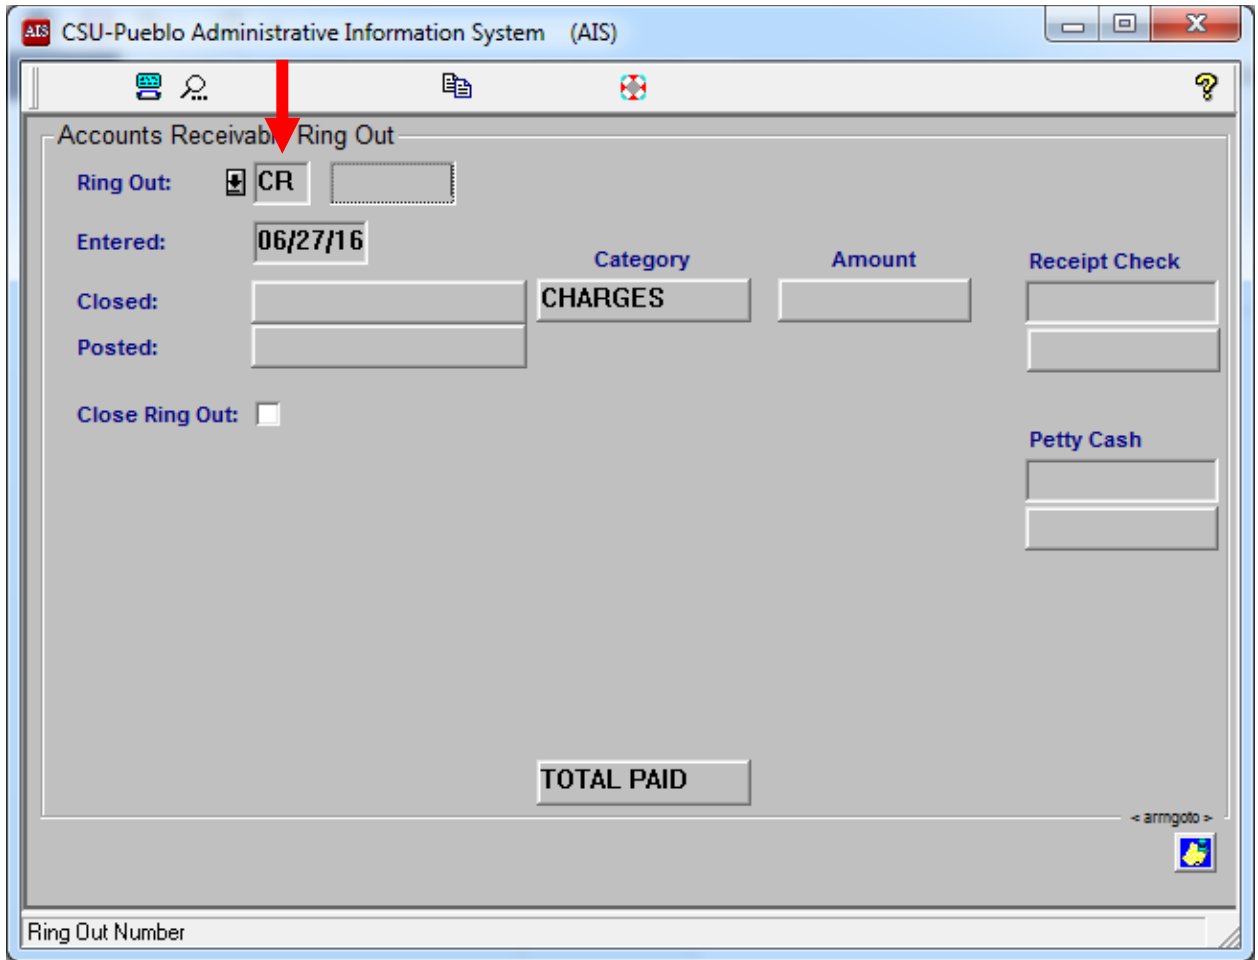 AIS CSU-Pueblo Administrative Information System (AIS)
Accounts Receivabl Ring Out
Ring Out: CR
Entered: 06/27/16
Category Amount Receipt Check
Closed: CHARGES
Posted:
Close Ring Out:
Petty Cash
TOTAL PAID
< arrngoto >
Ring Out Number